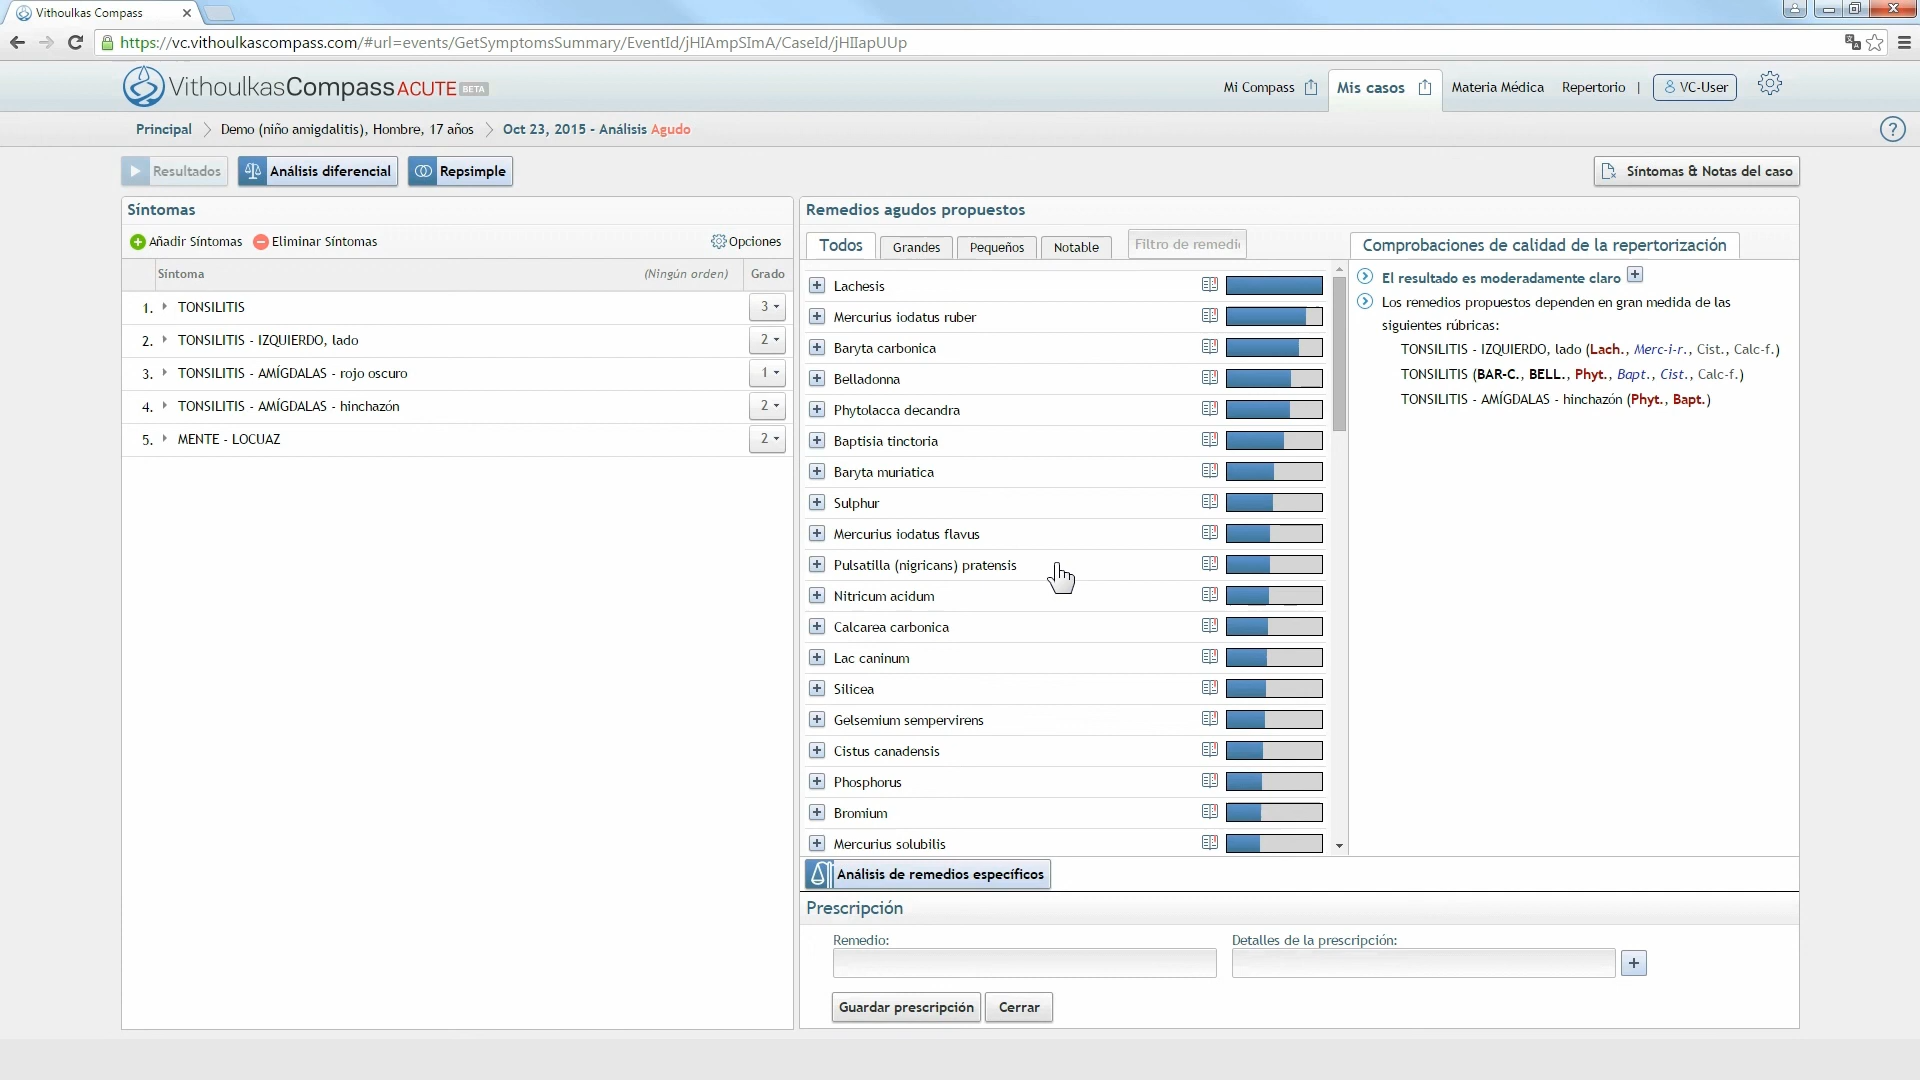 Vithoulkas Compass
https://vc.vithoulkascompass.com/#url=events/GetSymptomsSummary/EventId/jHIAmpSImA/CaseId/jHIIapUUp
VithoulkasCompass ACUTE BETA
Mi Compass
Mis casos
Materia Médica
Repertorio |
VC-User
Principal
Demo (niño amigdalitis), Hombre, 17 años
Oct 23, 2015 - Análisis Agudo
?
Resultados
Análisis diferencial
Repsimple
Síntomas & Notas del caso
Síntomas
Añadir Síntomas
Eliminar Síntomas
Opciones
Síntoma
(Ningún orden)
Grado
1. TONSILITIS 3
2. TONSILITIS - IZQUIERDO, lado 2
3. TONSILITIS - AMÍGDALAS - rojo oscuro 1
4. TONSILITIS - AMÍGDALAS - hinchazón 2
5. MENTE - LOCUAZ 2
Remedios agudos propuestos
Todos
Grandes
Pequeños
Notable
Filtro de remedi
Lachesis
Mercurius iodatus ruber
Baryta carbonica
Belladonna
Phytolacca decandra
Baptisia tinctoria
Baryta muriatica
Sulphur
Mercurius iodatus flavus
Pulsatilla (nigricans) pratensis
Nitricum acidum
Calcarea carbonica
Lac caninum
Silicea
Gelsemium sempervirens
Cistus canadensis
Phosphorus
Bromium
Mercurius solubilis
Comprobaciones de calidad de la repertorización
El resultado es moderadamente claro
Los remedios propuestos dependen en gran medida de las
siguientes rúbricas:
TONSILITIS - IZQUIERDO, lado (Lach., Merc-i-r., Cist., Calc-f.)
TONSILITIS (BAR-C., BELL., Phyt., Bapt., Cist., Calc-f.)
TONSILITIS - AMÍGDALAS - hinchazón (Phyt., Bapt.)
Análisis de remedios específicos
Prescripción
Remedio:
Detalles de la prescripción:
Guardar prescripción
Cerrar